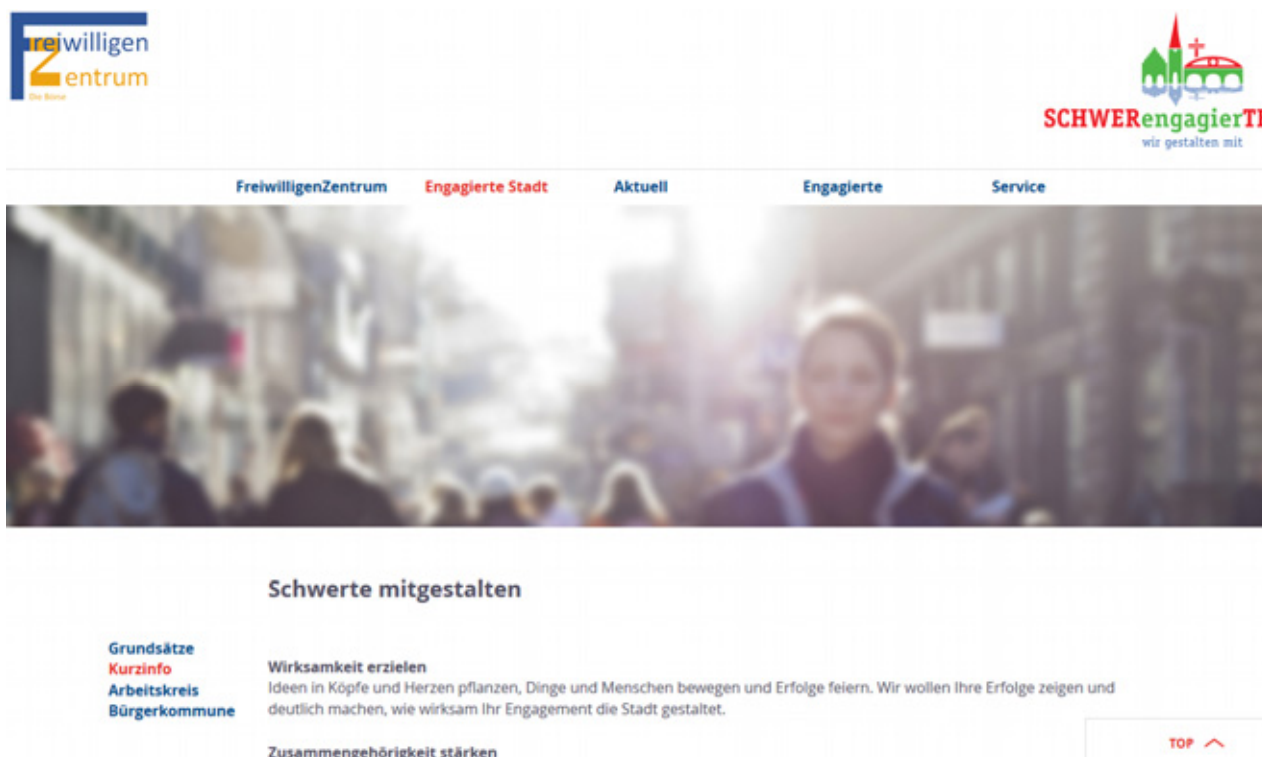 Freiwilligen
Zentrum
Die Börse
SCHWERengagierTE
wir gestalten mit
FreiwilligenZentrum Engagierte Stadt Aktuell Engagierte Service
Schwerte mitgestalten
Grundsätze
Kurzinfo
Arbeitskreis
Bürgerkommune
Wirksamkeit erzielen
Ideen in Köpfe und Herzen pflanzen, Dinge und Menschen bewegen und Erfolge feiern. Wir wollen Ihre Erfolge zeigen und
deutlich machen, wie wirksam Ihr Engagement die Stadt gestaltet.
Zusammengehörigkeit stärken
TOP